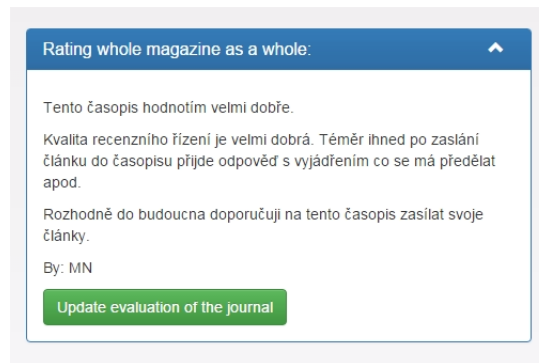 Rating whole magazine as a whole:
Tento časopis hodnotím velmi dobře.
Kvalita recenzního řízení je velmi dobrá. Téměr ihned po zaslání
článku do časopisu přijde odpověď s vyjádřením co se má předělat
apod.
Rozhodně do budoucna doporučuji na tento časopis zasílat svoje
články.
By: MN
Update evaluation of the journal